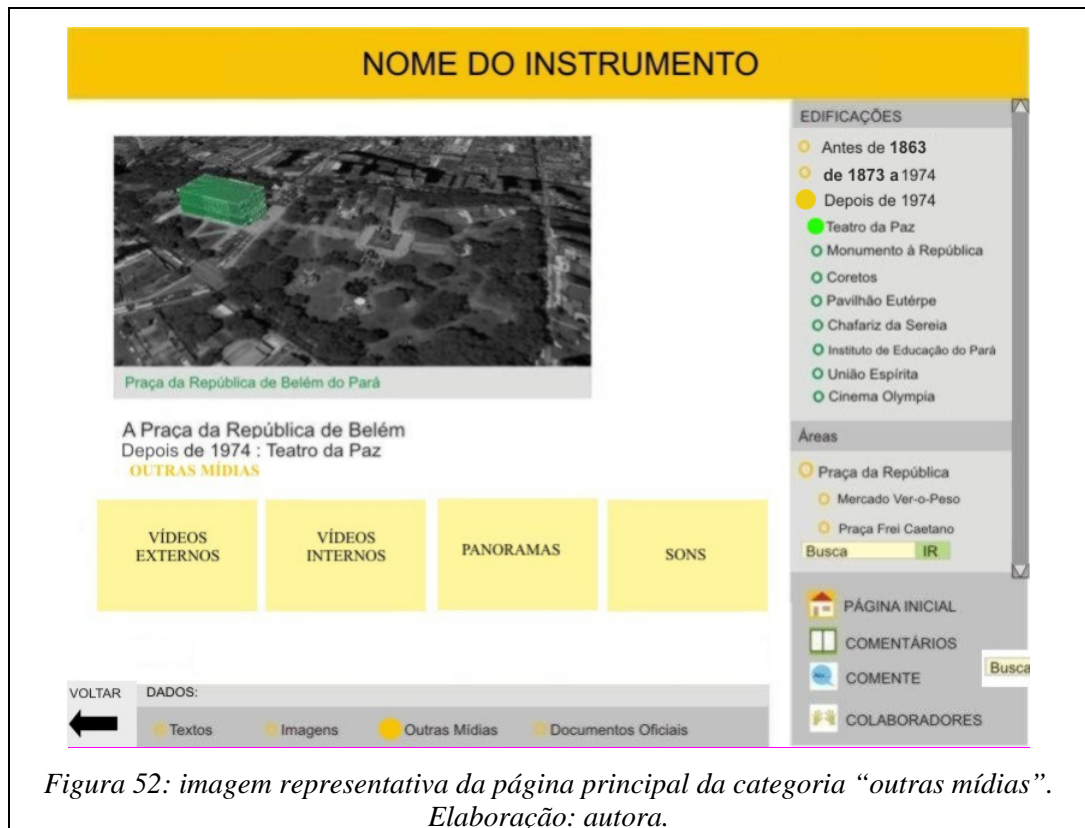 NOME DO INSTRUMENTO
Praça da República de Belém do Pará
A Praça da República de Belém
Depois de 1974 : Teatro da Paz
OUTRAS MÍDIAS
VÍDEOS
EXTERNOS
VÍDEOS
INTERNOS
PANORAMAS
SONS
EDIFICAÇÕES
Antes de 1863
de 1873 a 1974
Depois de 1974
Teatro da Paz
Monumento à República
Coretos
Pavilhão Eutérpe
Chafariz da Sereia
Instituto de Educação do Pará
União Espírita
Cinema Olympia
Áreas
Praça da República
Mercado Ver-o-Peso
Praça Frei Caetano
Busca IR
PÁGINA INICIAL
COMENTÁRIOS
COMENTE
COLABORADORES
Busca
VOLTAR
DADOS:
Textos Imagens Outras Mídias Documentos Oficiais
Figura 52: imagem representativa da página principal da categoria “outras mídias”.
Elaboração: autora.